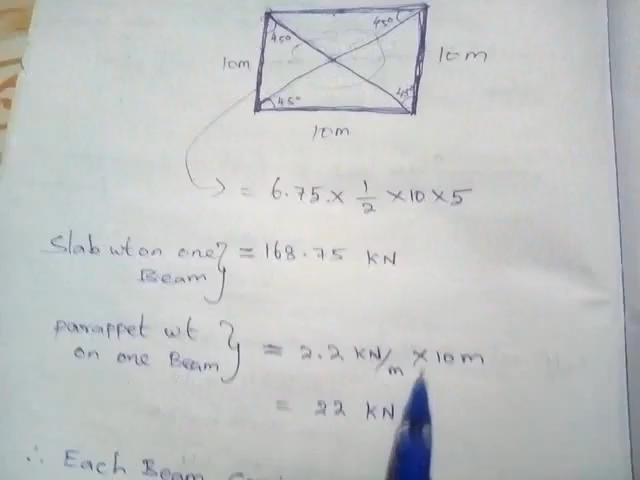 45° 45°
10m 10m
45° 45°
10m
= 6.75 × 1/2 × 10 × 5
Slab wt on one Beam } = 168.75 KN
parappet wt on one Beam } = 2.2 KN/m × 10m
= 22 KN
∴ Each Beam